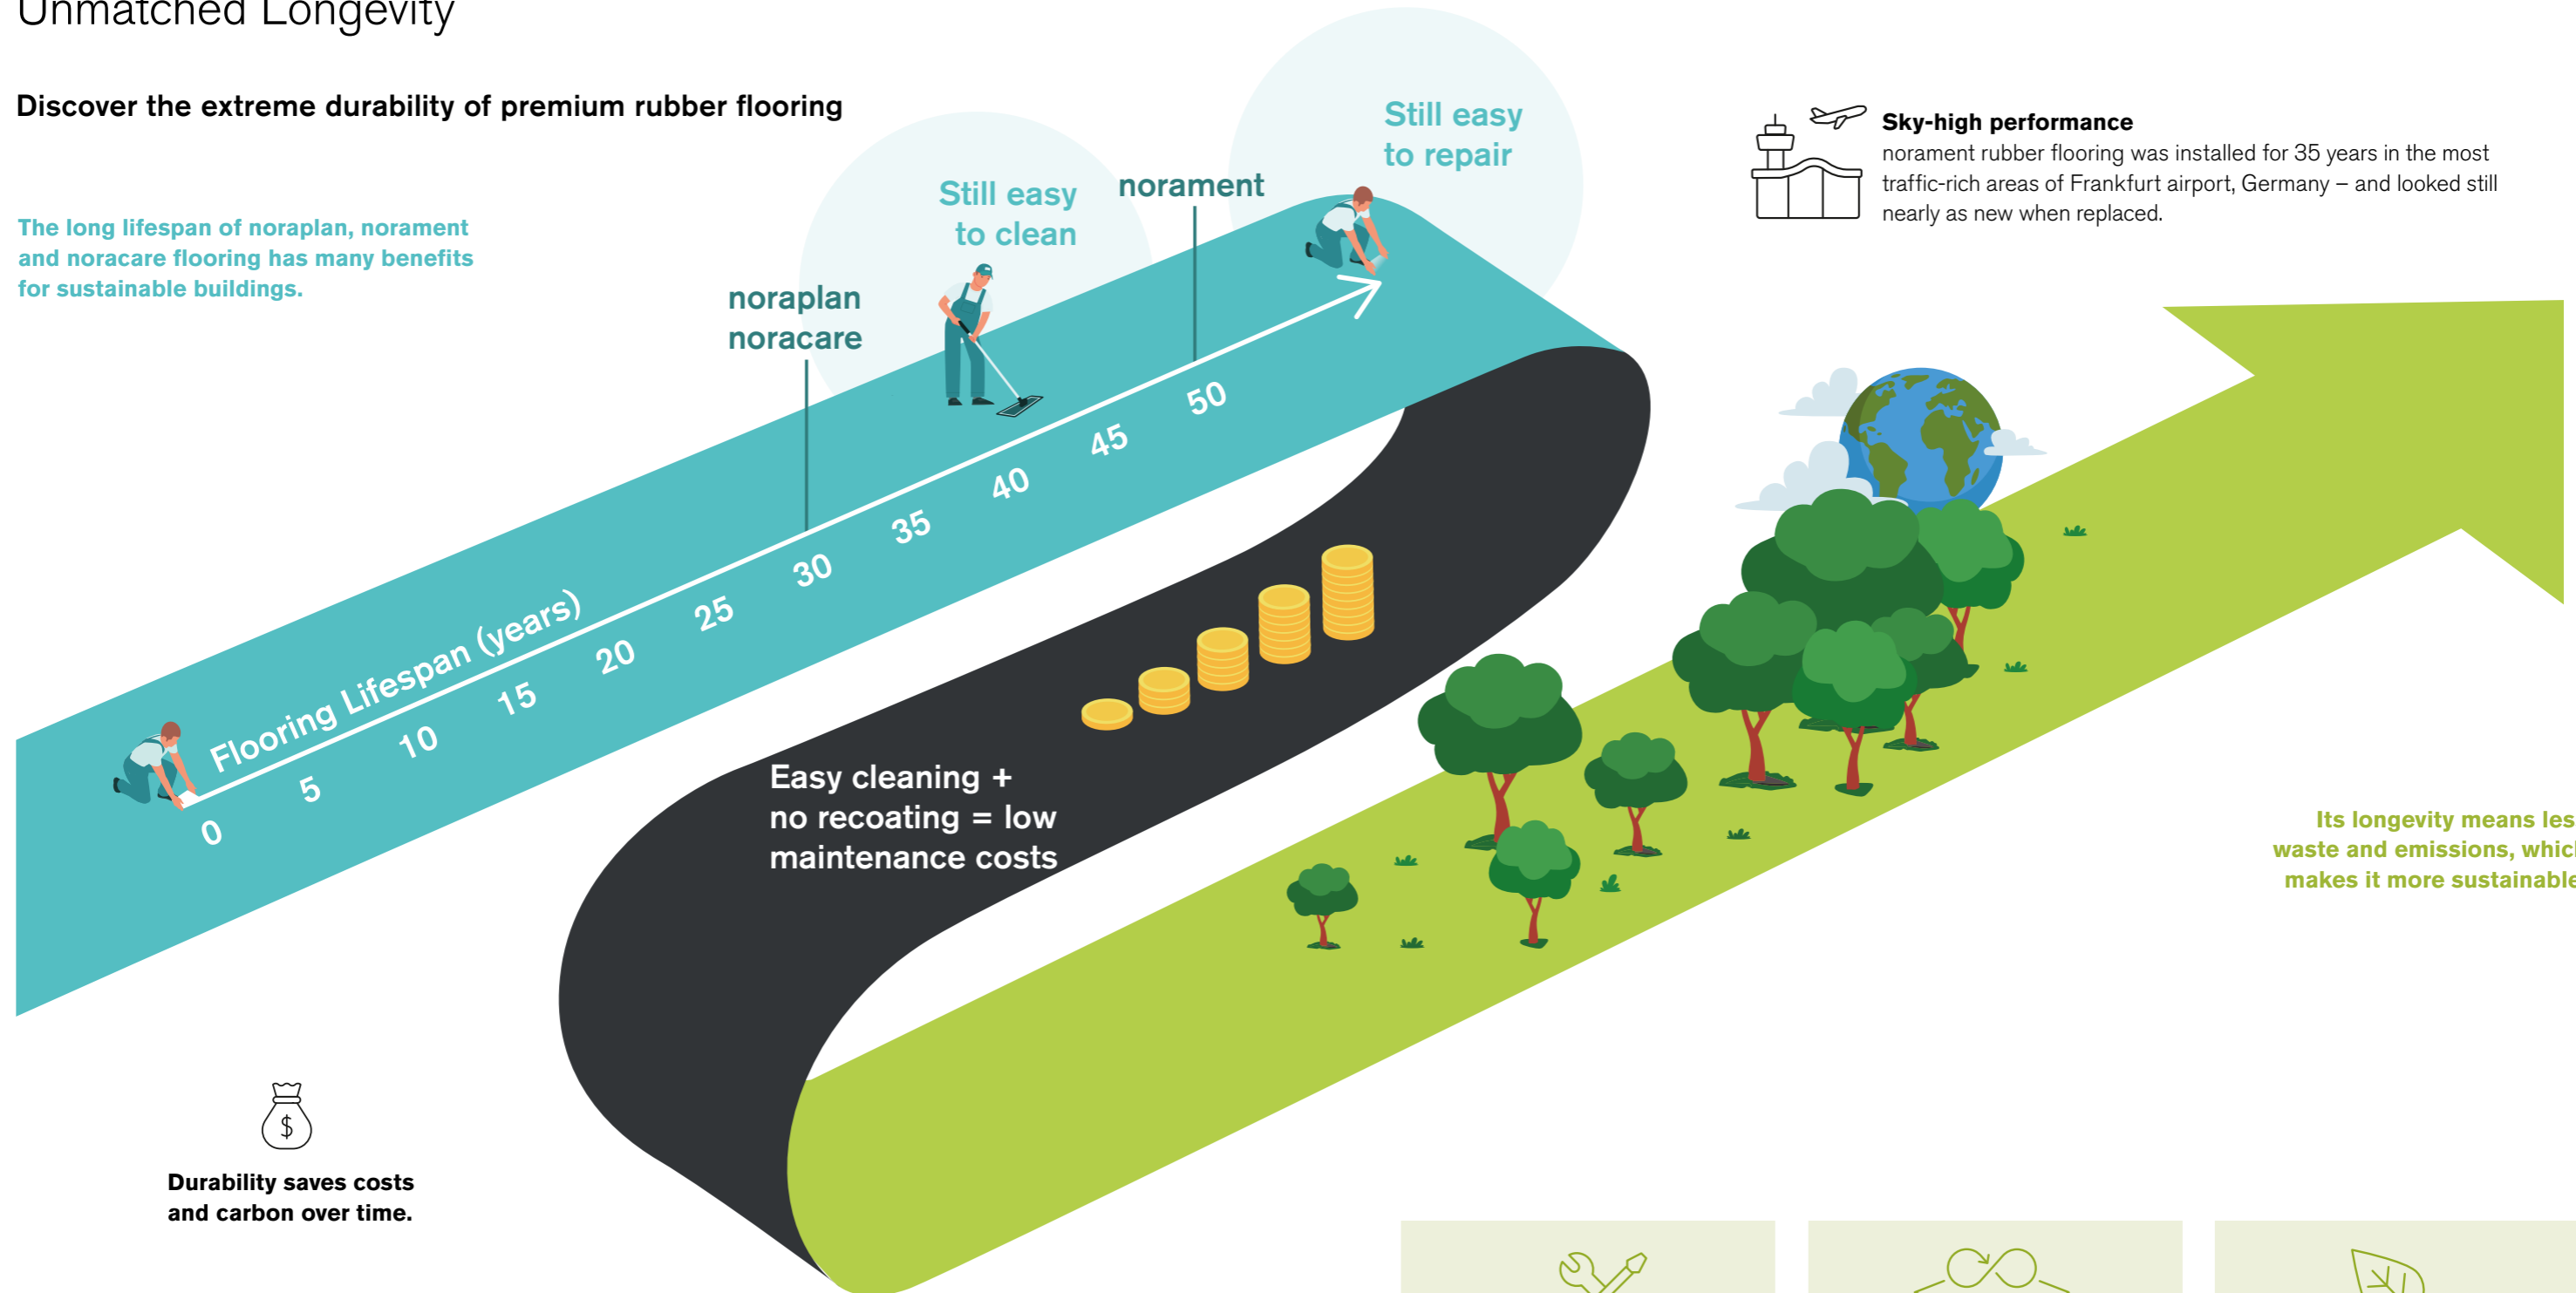 Unmatched Longevity
Discover the extreme durability of premium rubber flooring
The long lifespan of noraplan, norament
and noracare flooring has many benefits
for sustainable buildings.
noraplan
noracare
Still easy
to clean
norament
Still easy
to repair
Sky-high performance
norament rubber flooring was installed for 35 years in the most
traffic-rich areas of Frankfurt airport, Germany – and looked still
nearly as new when replaced.
Flooring Lifespan (years)
0
5
10
15
20
25
30
35
40
45
50
Easy cleaning +
no recoating = low
maintenance costs
Its longevity means les
waste and emissions, whic
makes it more sustainable
$
Durability saves costs
and carbon over time.